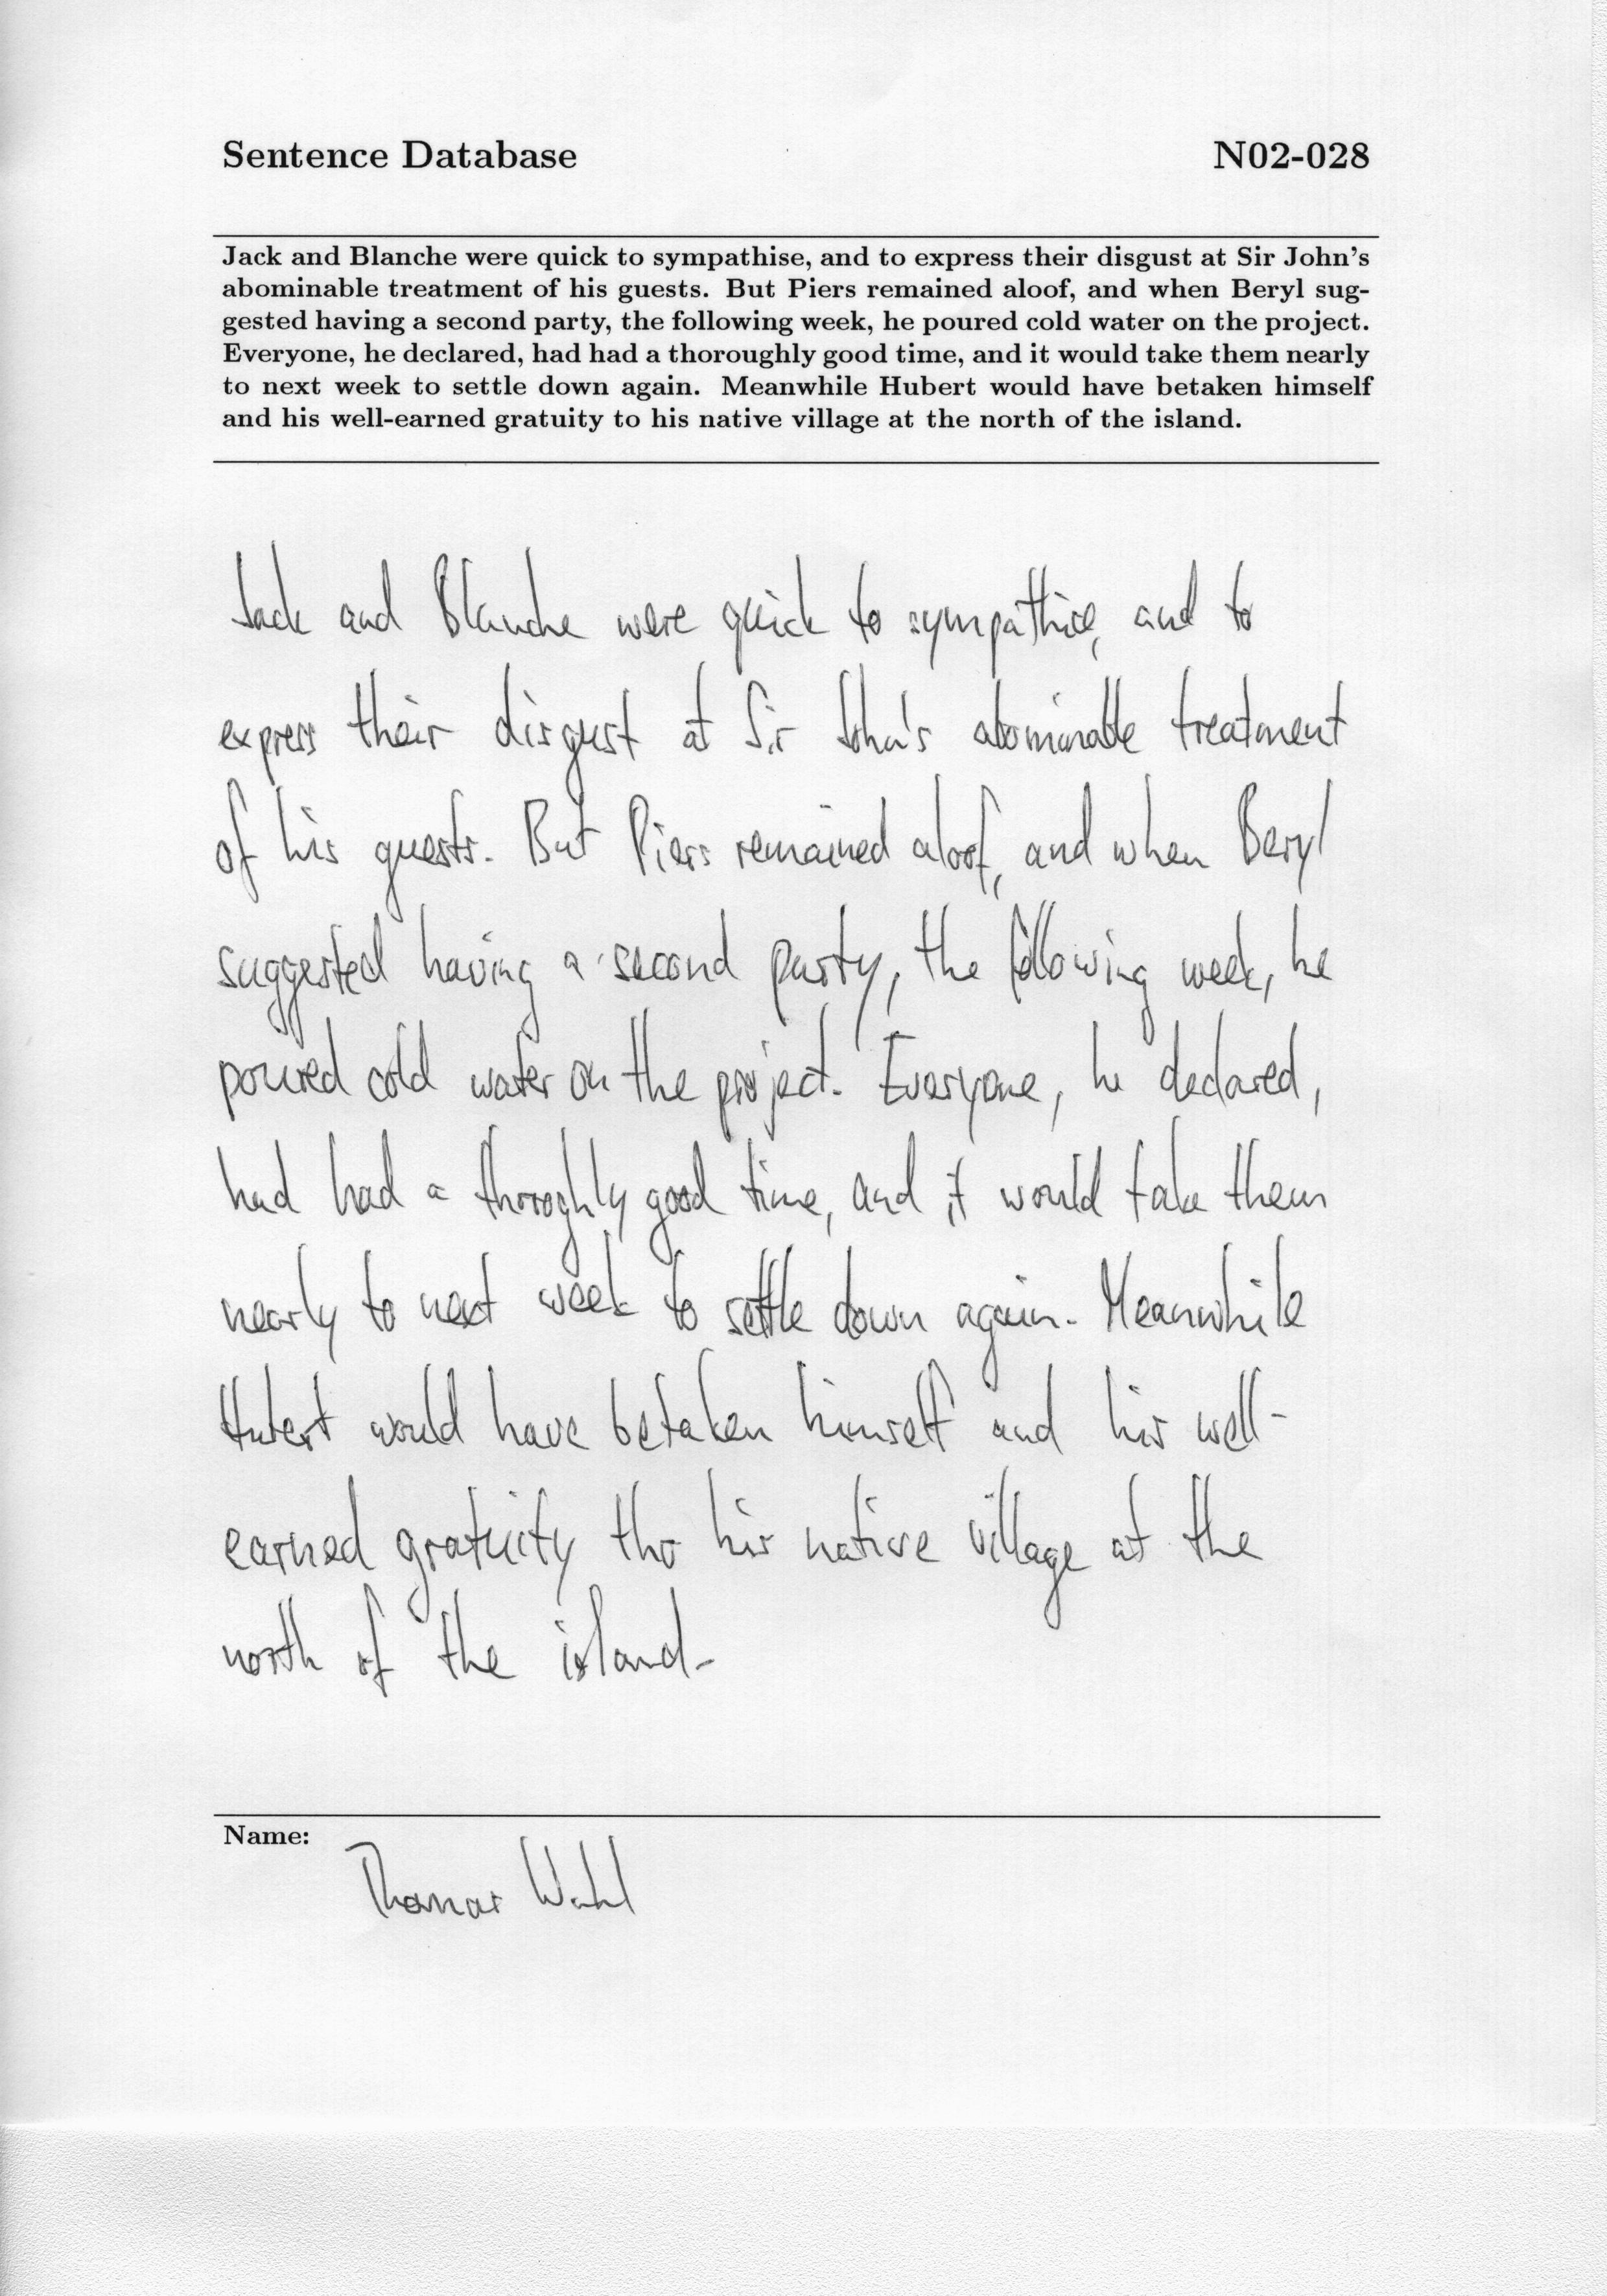 Sentence Database N02-028
Jack and Blanche were quick to sympathise, and to express their disgust at Sir John's
abominable treatment of his guests. But Piers remained aloof, and when Beryl sug-
gested having a second party, the following week, he poured cold water on the project.
Everyone, he declared, had had a thoroughly good time, and it would take them nearly
to next week to settle down again. Meanwhile Hubert would have betaken himself
and his well-earned gratuity to his native village at the north of the island.
Jack and Blanche were quick to sympathise, and to
express their disgust at Sir John's abominable treatment
of his guests. But Piers remained aloof, and when Beryl
suggested having a second party, the following week, he
poured cold water on the project. Everyone, he declared,
had had a thoroghly good time, and it would take them
nearly to next week to settle down again. Meanwhile
Hubert would have betaken himself and his well-
earned gratuity tho his native village at the
north of the island.
Name:
Thomas Wahl